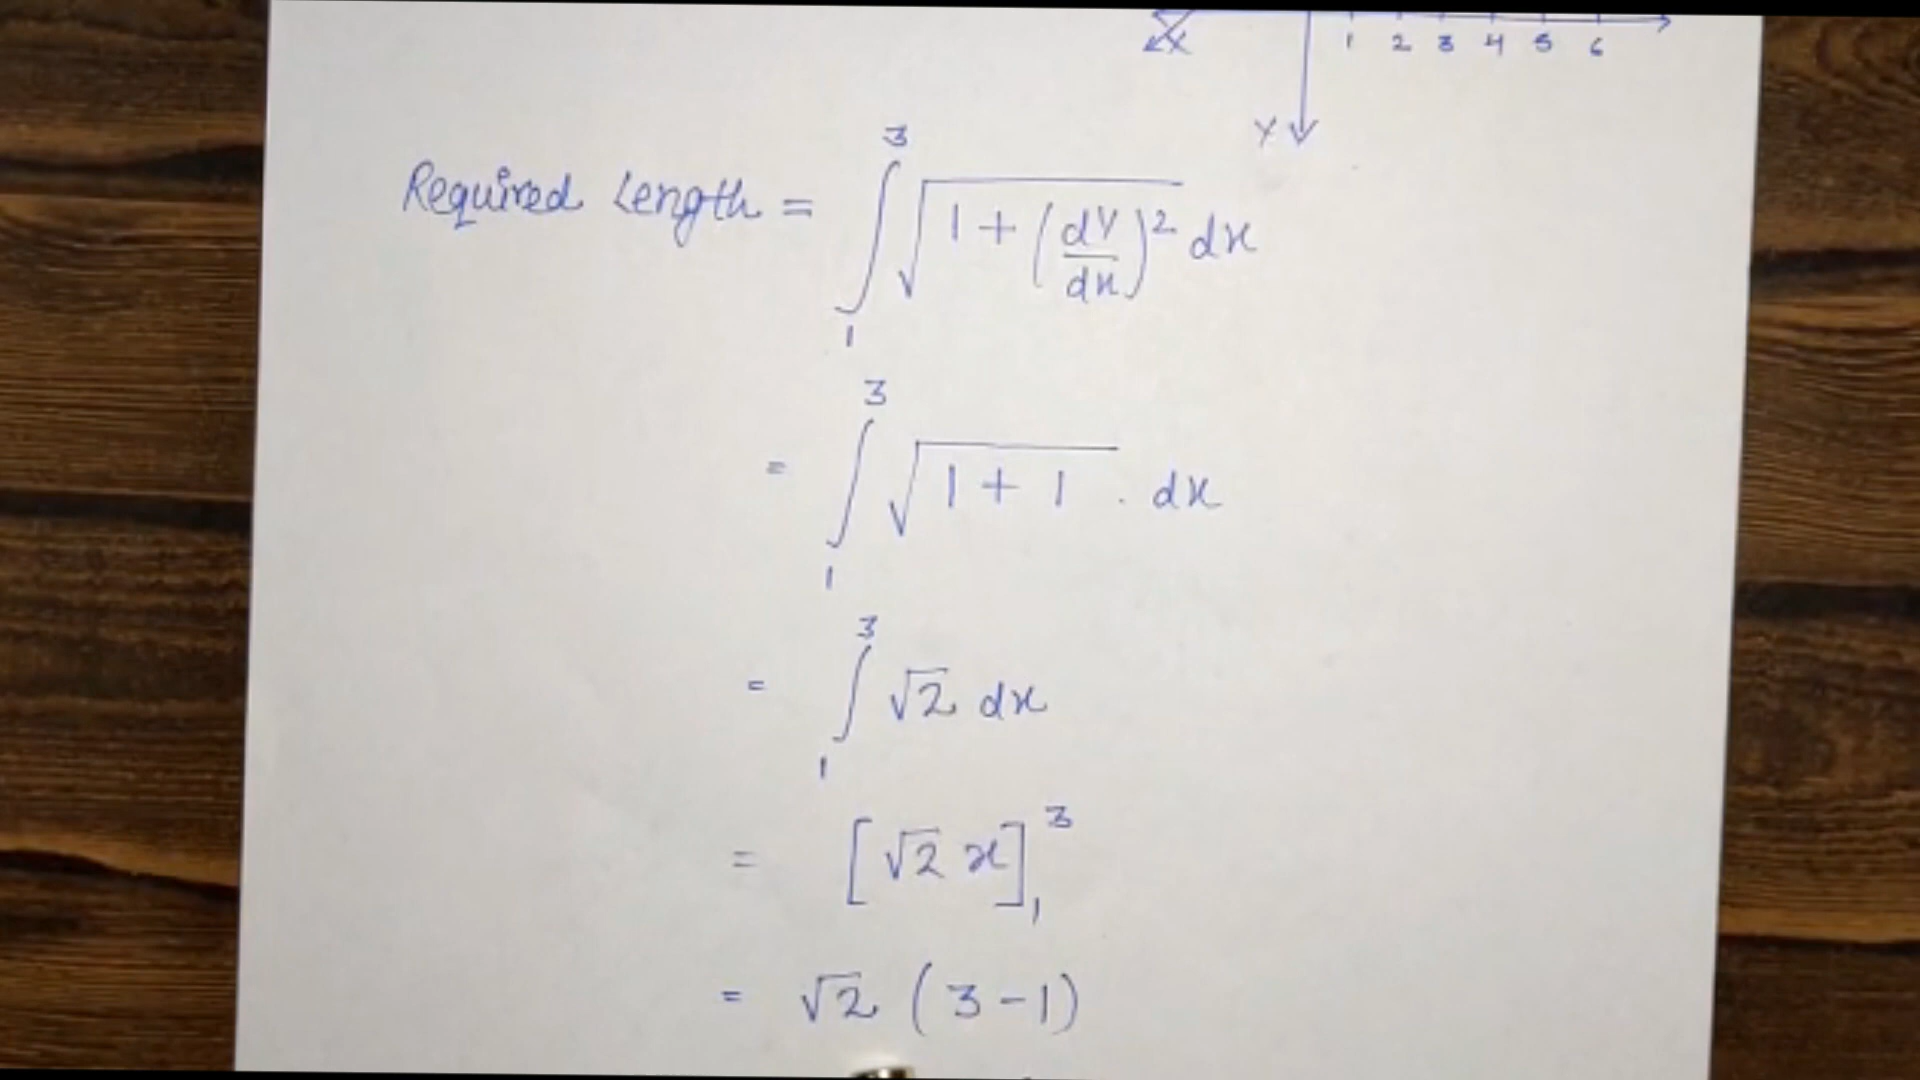 X 1 2 3 4 5 6
Y
Required Length = ∫₁³ √(1 + (dy/dx)²) dx
= ∫₁³ √(1 + 1) . dx
= ∫₁³ √2 dx
= [√2 x]₁³
= √2 (3 - 1)